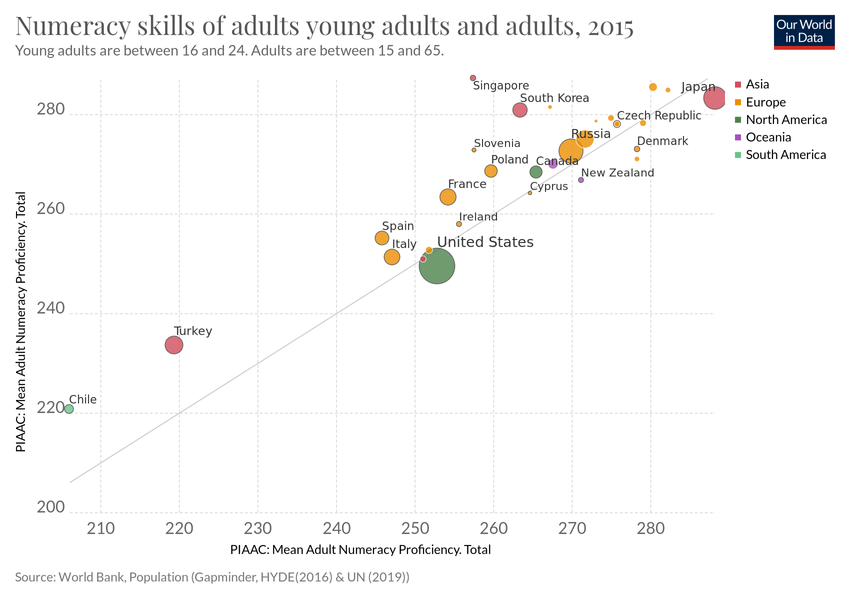 Numeracy skills of adults young adults and adults, 2015
Young adults are between 16 and 24. Adults are between 15 and 65.
Our World
in Data
Asia
Europe
North America
Oceania
South America
PIAAC: Mean Adult Numeracy Proficiency. Total
280
260
240
220
200
Singapore
Japan
South Korea
Czech Republic
Russia
Denmark
Slovenia
Poland
Canada
New Zealand
France
Cyprus
Ireland
Spain
Italy
United States
Turkey
Chile
210
220
230
240
250
260
270
280
PIAAC: Mean Adult Numeracy Proficiency. Total
Source: World Bank, Population (Gapminder, HYDE(2016) & UN (2019))